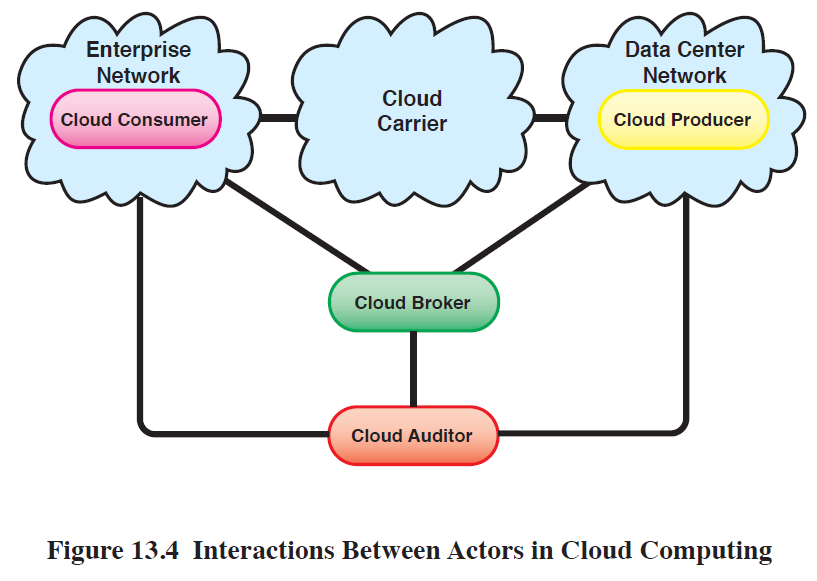 Enterprise
Network
Cloud Consumer
Cloud
Carrier
Data Center
Network
Cloud Producer
Cloud Broker
Cloud Auditor
Figure 13.4 Interactions Between Actors in Cloud Computing